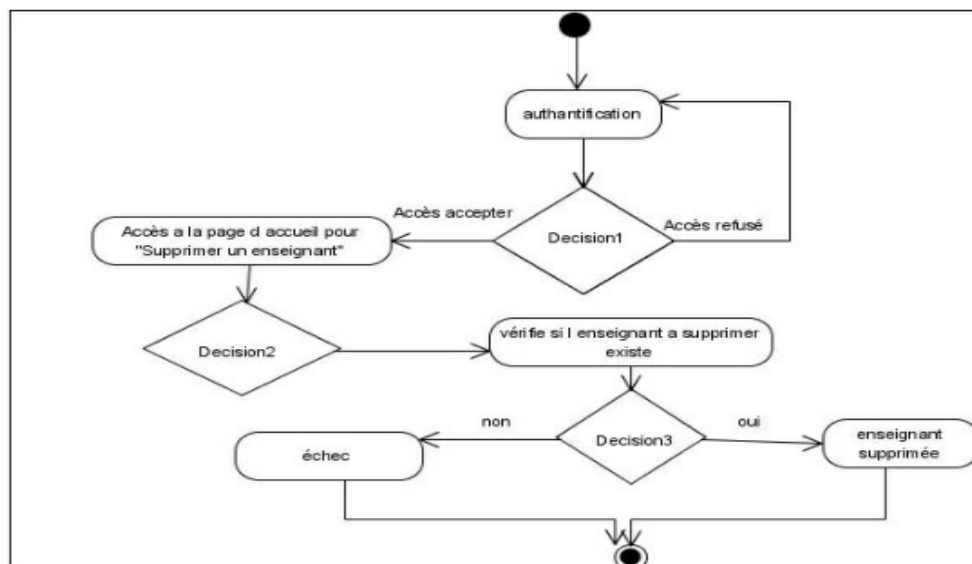 authantification
Accès accepter
Decision1
Accès refusé
Accès a la page d accueil pour
"Supprimer un enseignant"
Decision2
vérifie si l enseignant a supprimer
existe
non
Decision3
oui
échec
enseignant
supprimée